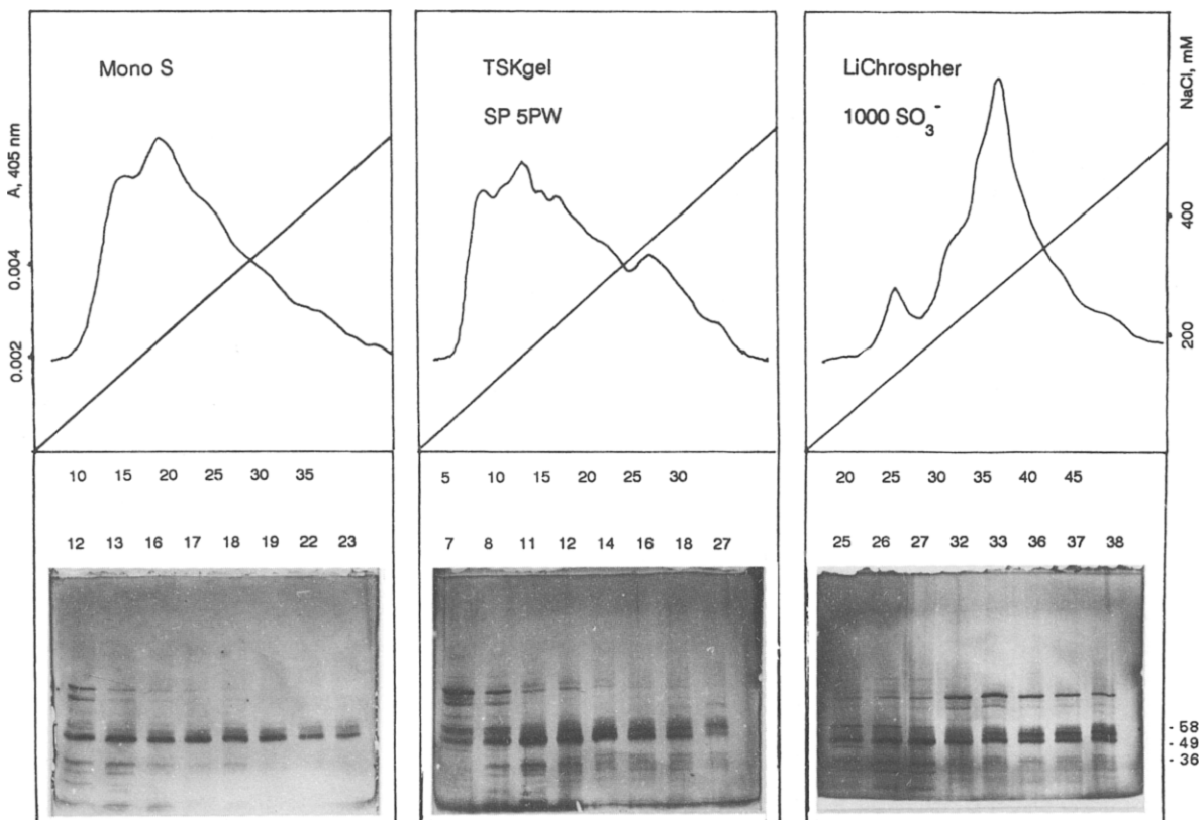 Mono S
TSKgel
SP 5PW
LiChrospher
1000 SO3-
A, 405 nm
0.004
0.002
NaCl, mM
400
200
10 15 20 25 30 35
5 10 15 20 25 30
20 25 30 35 40 45
12 13 16 17 18 19 22 23
7 8 11 12 14 16 18 27
25 26 27 32 33 36 37 38
- 58
- 49
- 36